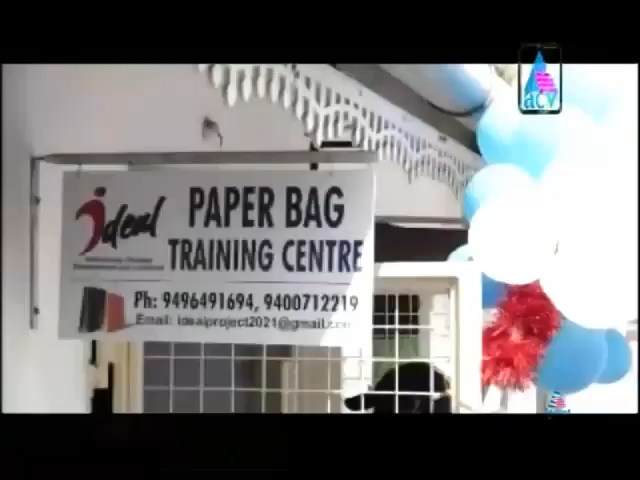 acv
ideal
PAPER BAG
TRAINING CENTRE
Ph: 9496491694, 9400712219
Email: idealproject2021@gmail.com